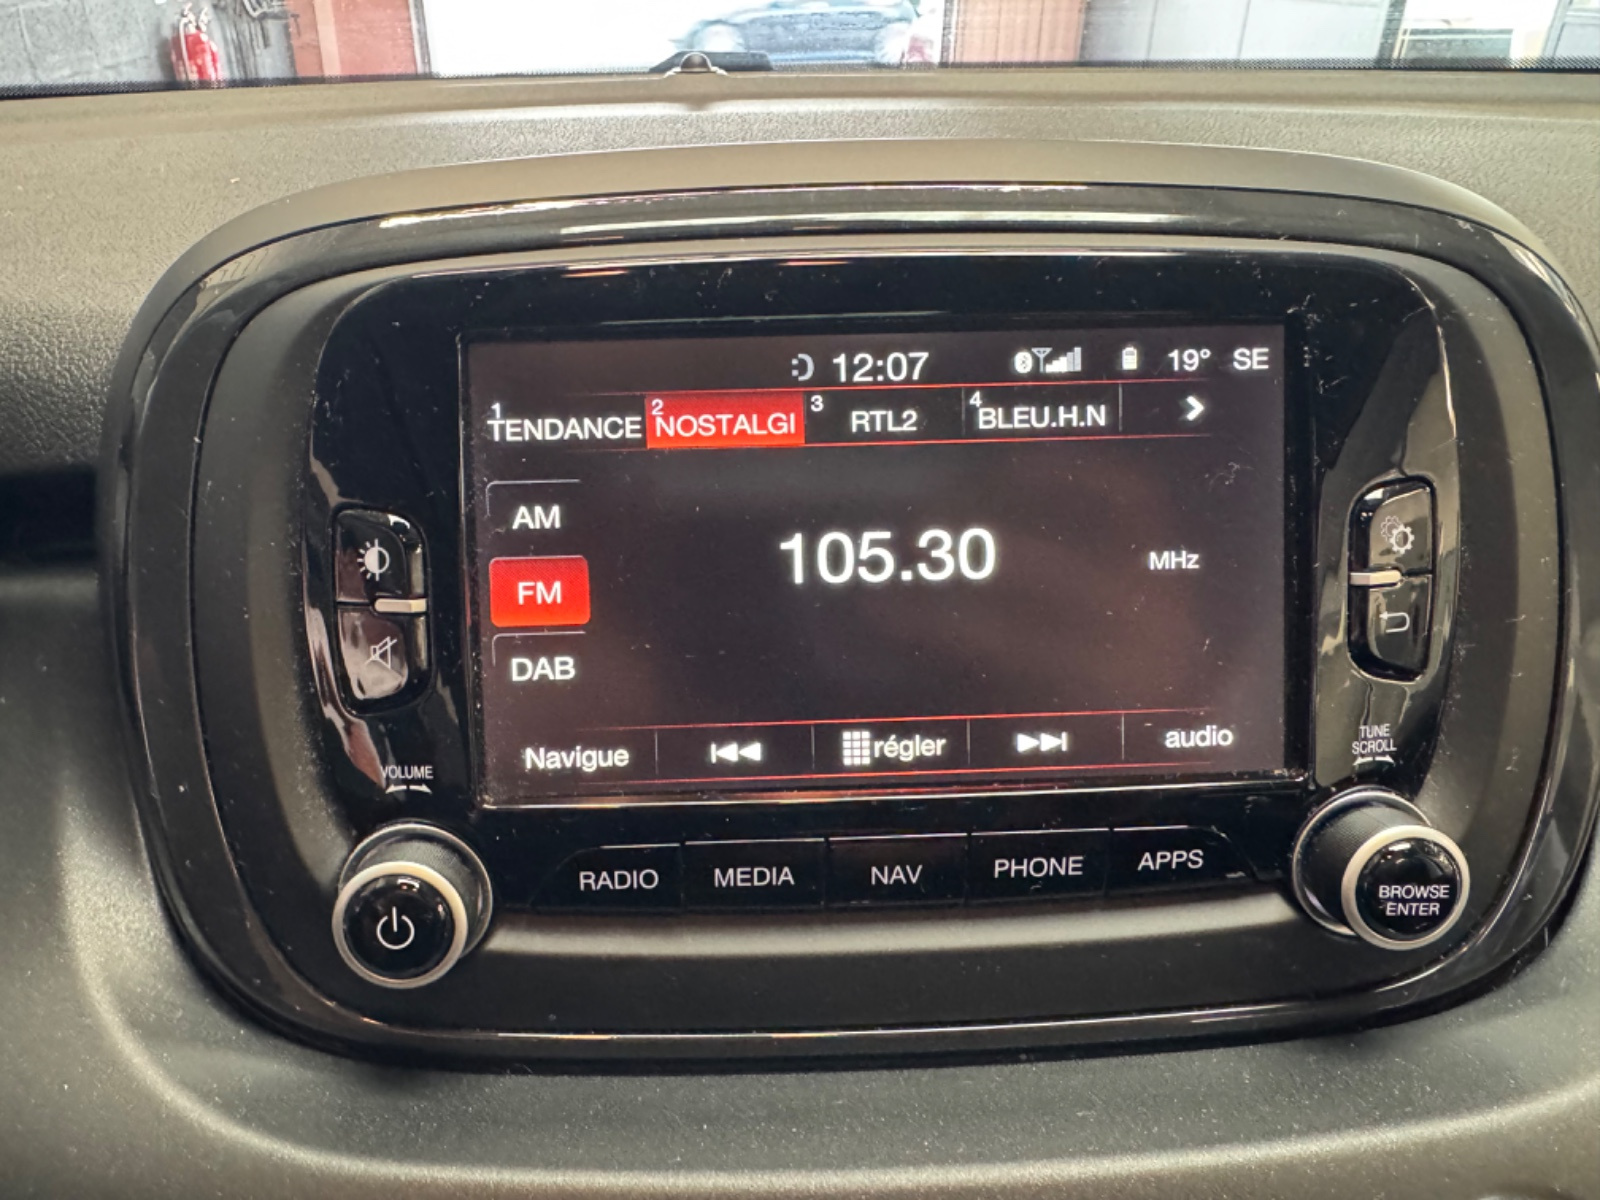 12:07 19° SE
1 TENDANCE 2 NOSTALGI 3 RTL2 4 BLEU.H.N
AM
105.30 MHz
FM
DAB
Navigue régler audio
VOLUME
TUNE
SCROLL
RADIO MEDIA NAV PHONE APPS
BROWSE
ENTER